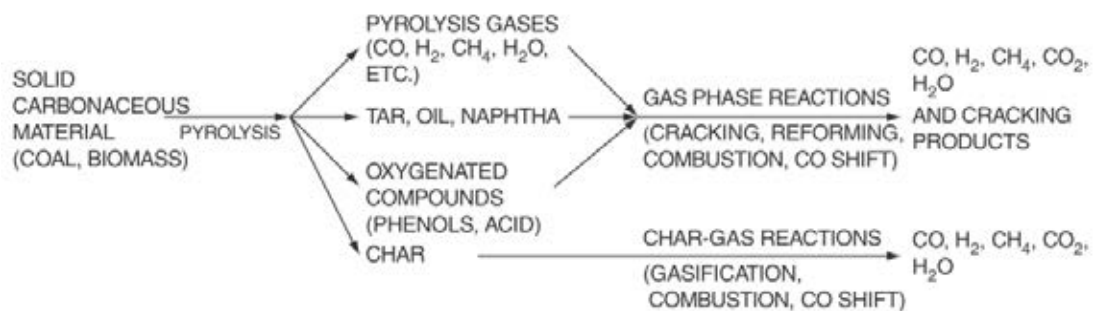 SOLID
CARBONACEOUS
MATERIAL
(COAL, BIOMASS)
PYROLYSIS
PYROLYSIS GASES
(CO, H₂, CH₄, H₂O,
ETC.)
TAR, OIL, NAPHTHA
OXYGENATED
COMPOUNDS
(PHENOLS, ACID)
CHAR
GAS PHASE REACTIONS
(CRACKING, REFORMING,
COMBUSTION, CO SHIFT)
CHAR-GAS REACTIONS
(GASIFICATION,
COMBUSTION, CO SHIFT)
CO, H₂, CH₄, CO₂,
H₂O
AND CRACKING
PRODUCTS
CO, H₂, CH₄, CO₂,
H₂O